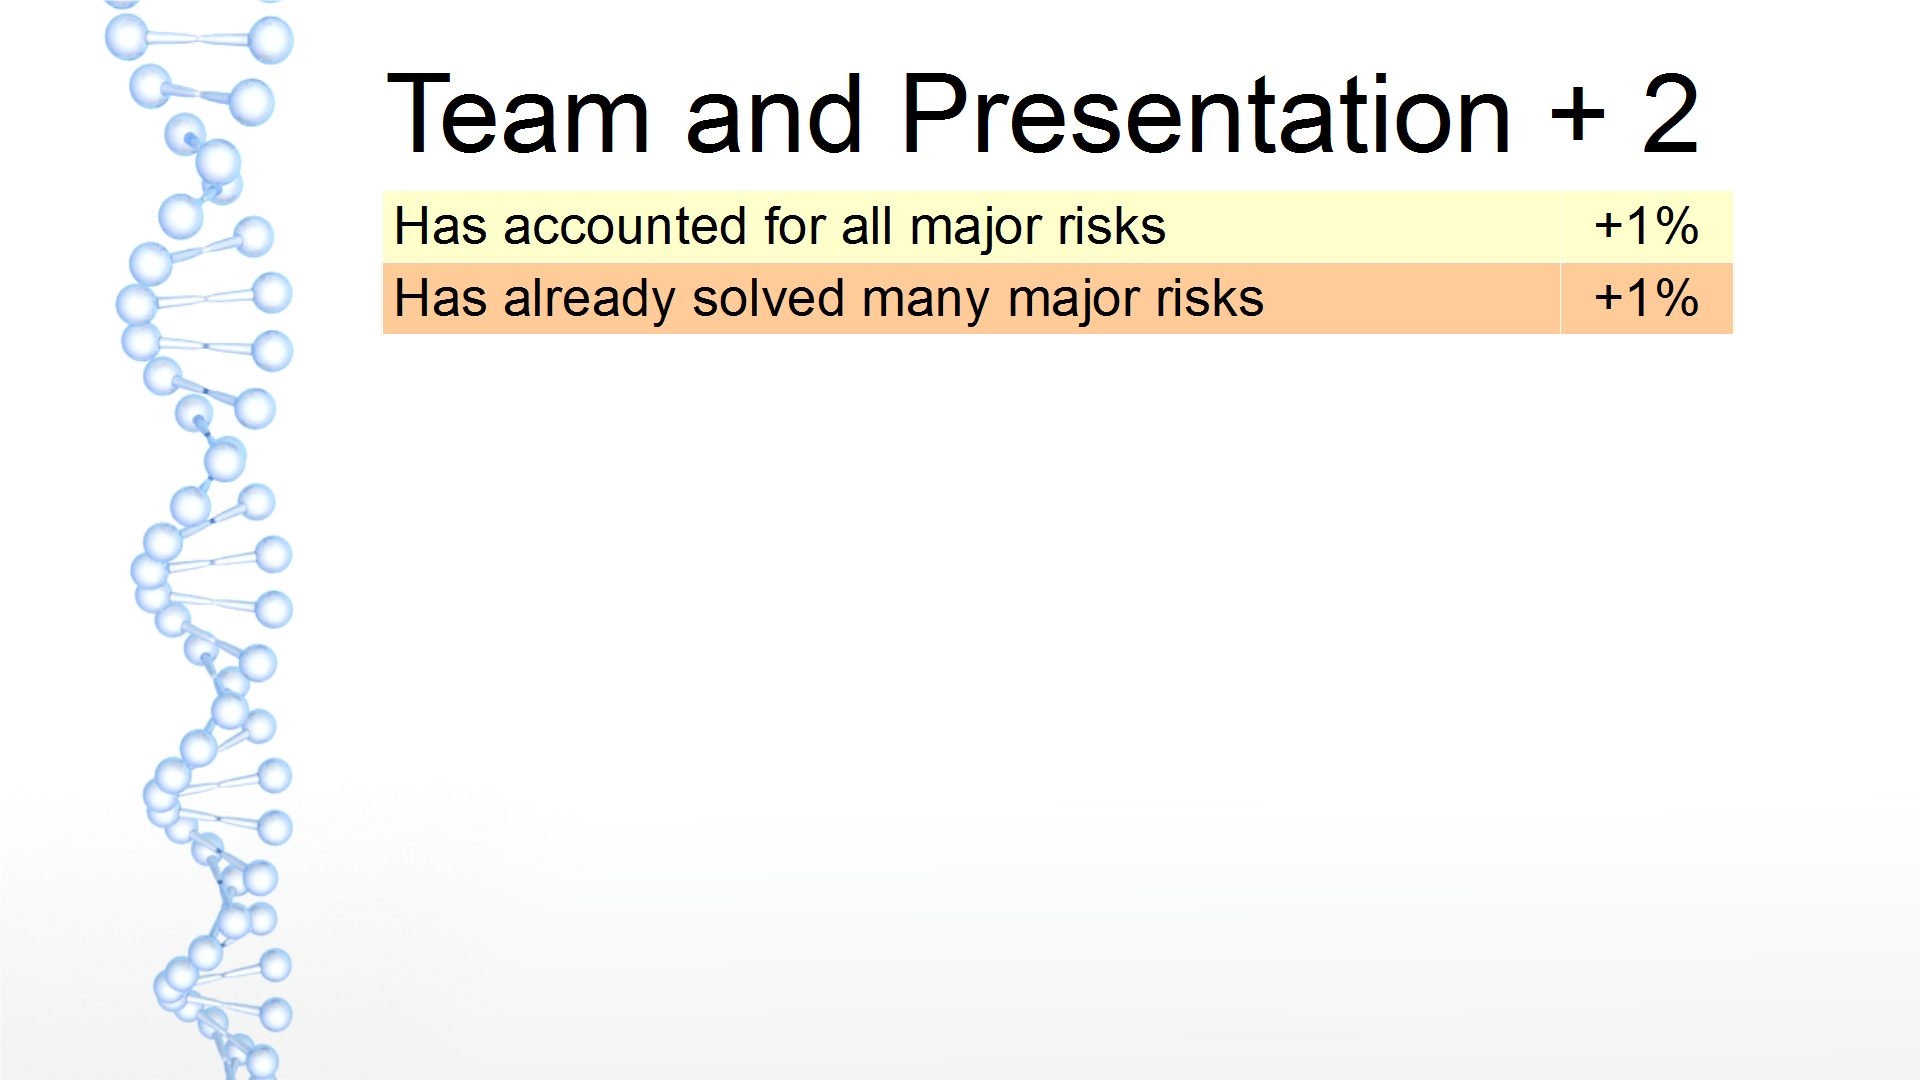 Team and Presentation + 2
Has accounted for all major risks +1%
Has already solved many major risks +1%